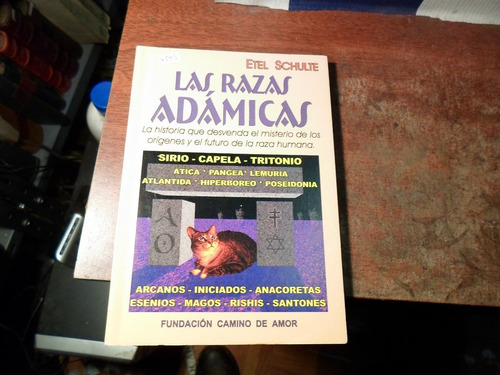 ETEL SCHULTE
LAS RAZAS
ADÁMICAS
La historia que desvenda el misterio de los
orígenes y el futuro de la raza humana.
SIRIO - CAPELA - TRITONIO
ATICA * PANGEA * LEMURIA
ATLANTIDA * HIPERBOREO * POSEIDONIA
ARCANOS - INICIADOS - ANACORETAS
ESENIOS - MAGOS - RISHIS - SANTONES
FUNDACIÓN CAMINO DE AMOR